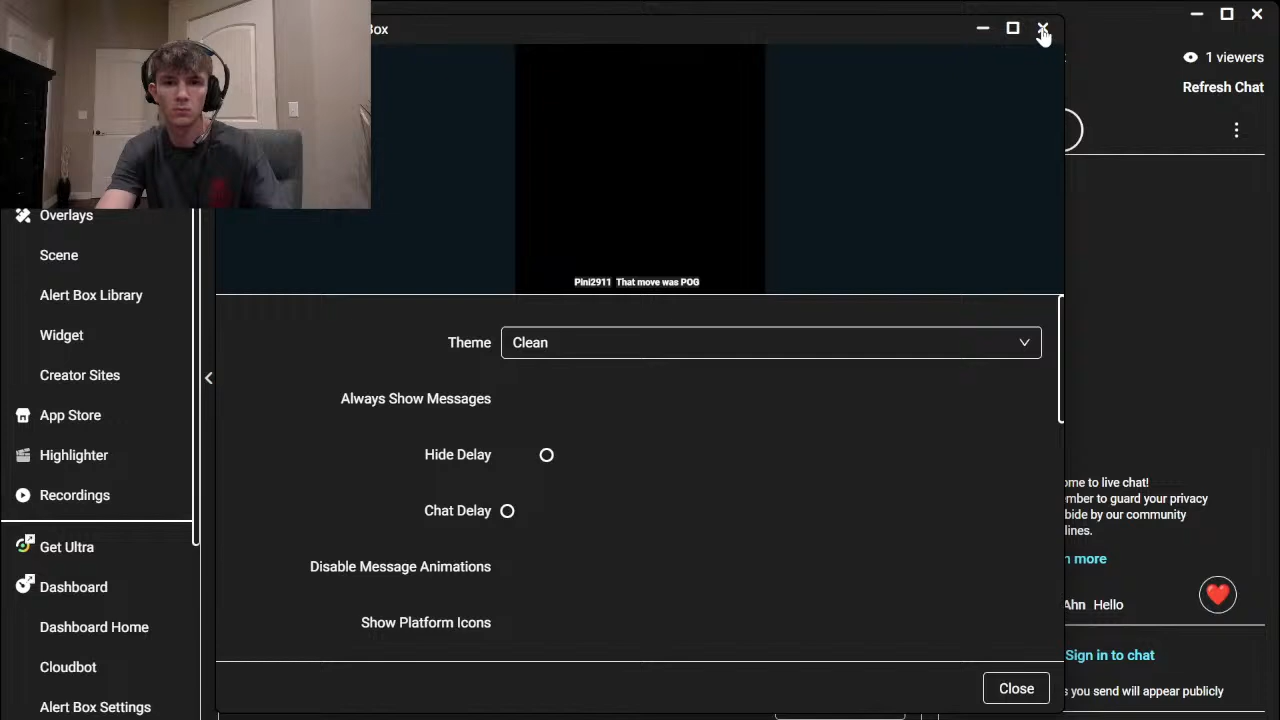 Box
1 viewers
Refresh Chat
Overlays
Scene
Alert Box Library
Widget
Creator Sites
App Store
Highlighter
Recordings
Get Ultra
Dashboard
Dashboard Home
Cloudbot
Alert Box Settings
Pini2911 That move was POG
Theme
Clean
Always Show Messages
Hide Delay
Chat Delay
Disable Message Animations
Show Platform Icons
Close
ome to live chat!
ember to guard your privacy
bide by our community
lines.
n more
Ahn Hello
Sign in to chat
s you send will appear publicly